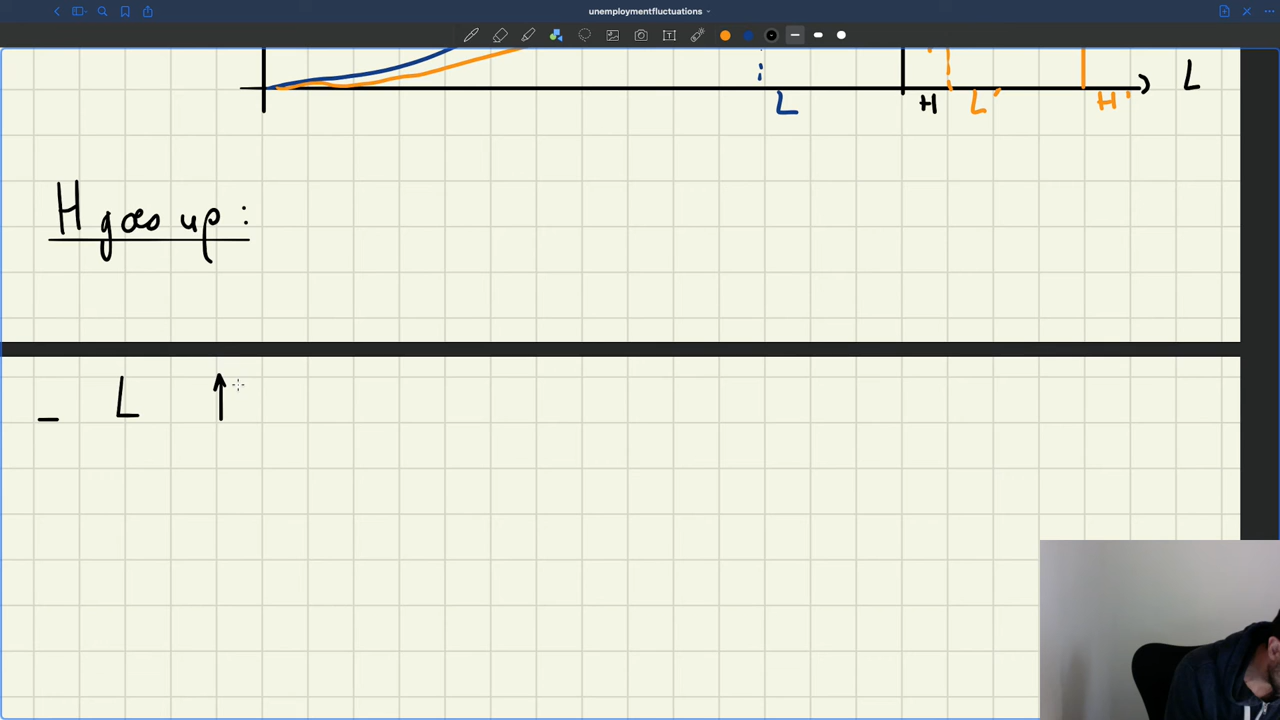 unemploymentfluctuations
L H L' H' L
H goes up :
- L ↑